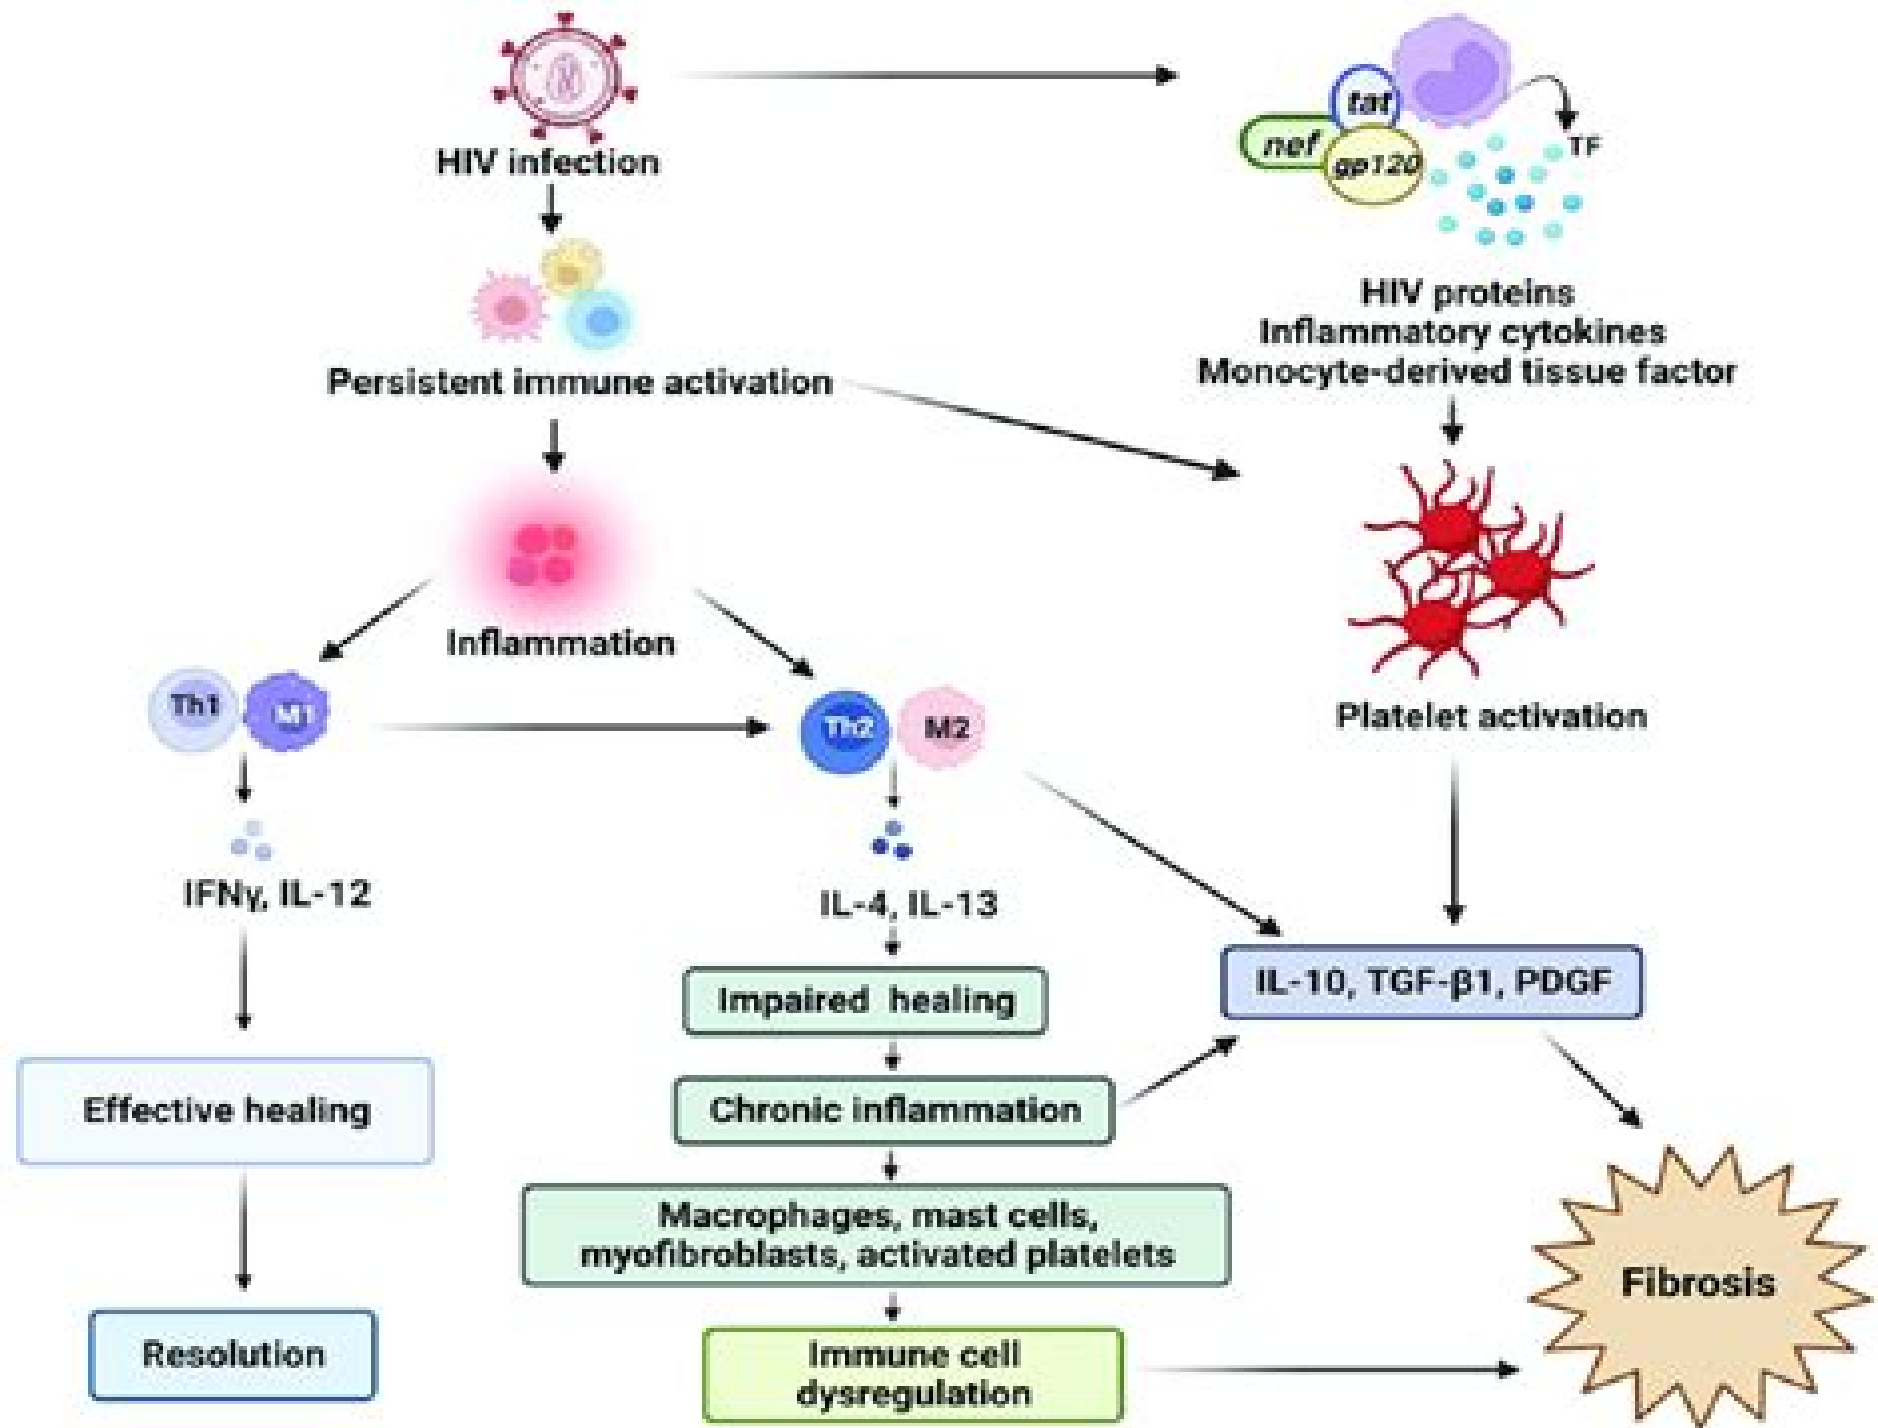 HIV infection
tat
nef
gp120
TF
HIV proteins
Inflammatory cytokines
Monocyte-derived tissue factor
Persistent immune activation
Inflammation
Th1
M1
Th2
M2
Platelet activation
IFNγ, IL-12
IL-4, IL-13
Impaired healing
IL-10, TGF-β1, PDGF
Effective healing
Chronic inflammation
Macrophages, mast cells,
myofibroblasts, activated platelets
Fibrosis
Resolution
Immune cell
dysregulation